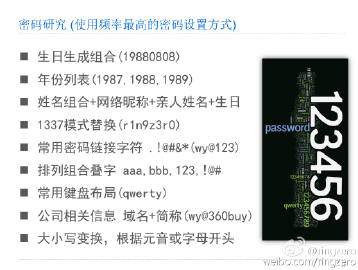 密码研究 (使用频率最高的密码设置方式)
生日生成组合(19880808)
年份列表(1987,1988,1989)
姓名组合+网络昵称+亲人姓名+生日
1337模式替换(r1n9z3r0)
常用密码链接字符 .!@#&*(wy@123)
排列组合叠字 aaa,bbb,123,!@#
常用键盘布局(qwerty)
公司相关信息 域名+简称(wy@360buy)
大小写变换, 根据元音或字母开头
password
123456
qwerty
123456789
@ringzero
weibo.com/ringzero